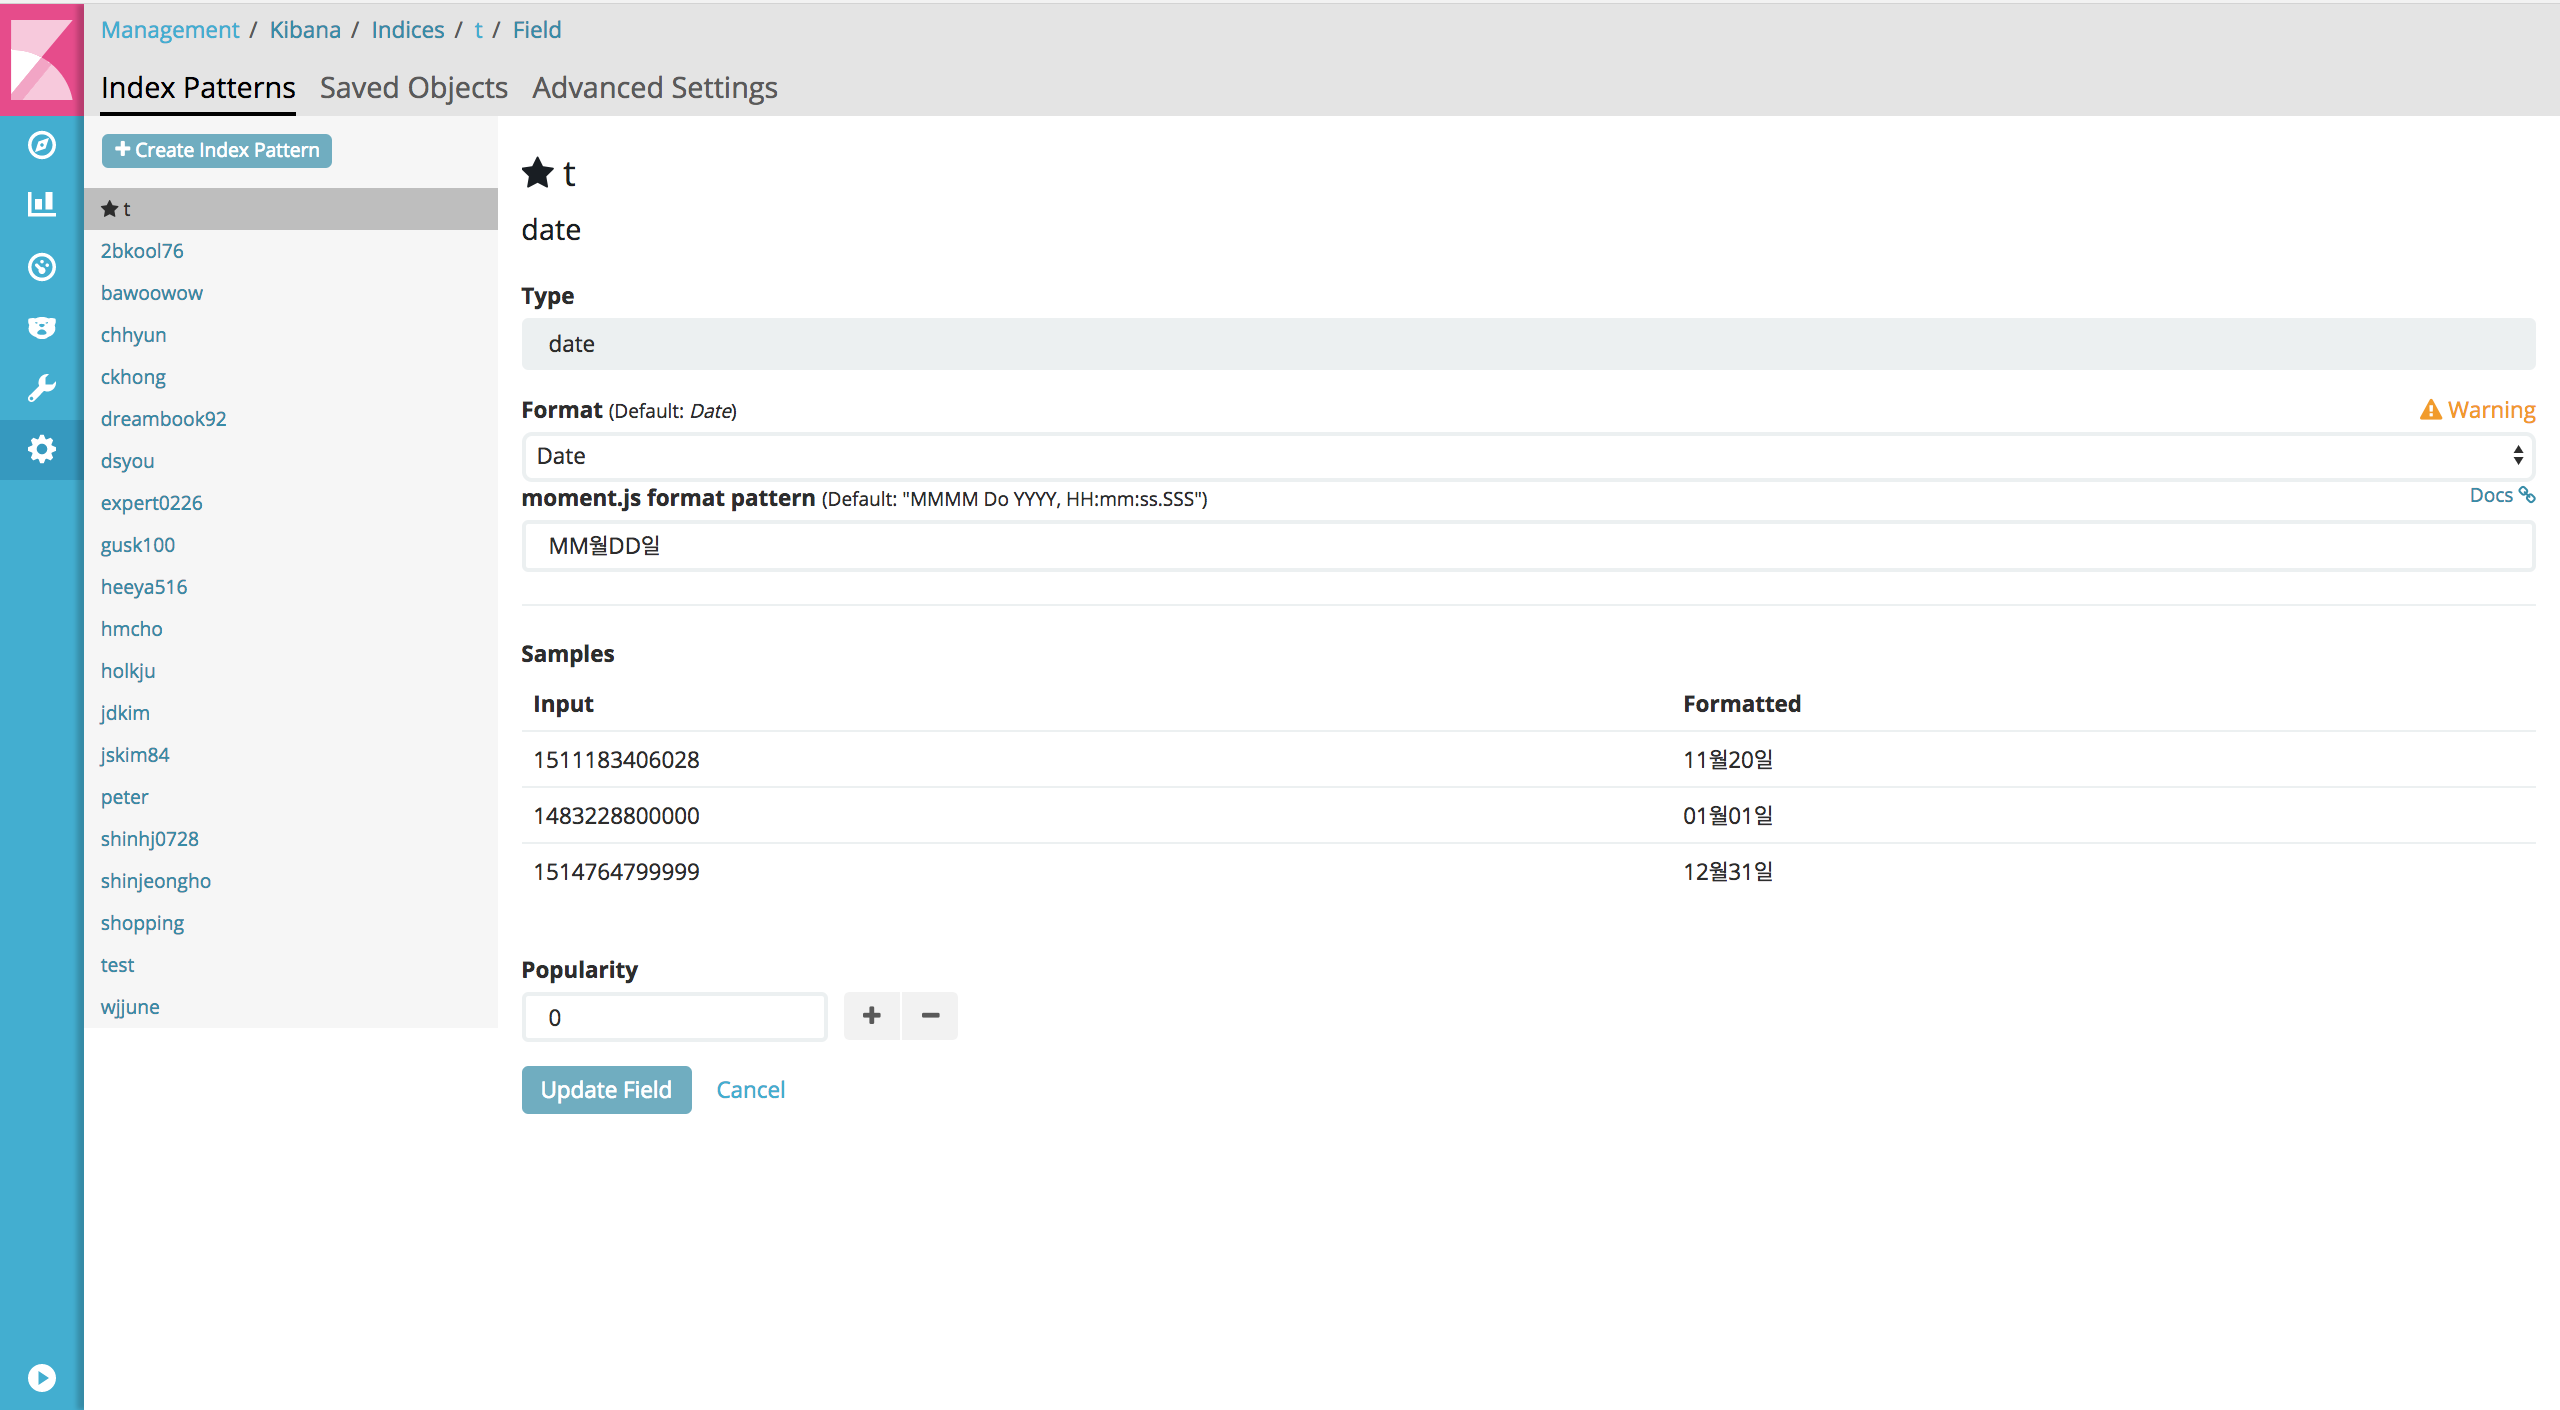 Management / Kibana / Indices / t / Field
Index Patterns Saved Objects Advanced Settings
Create Index Pattern
t
2bkool76
bawoowow
chhyun
ckhong
dreambook92
dsyou
expert0226
gusk100
heeya516
hmcho
holkju
jdkim
jskim84
peter
shinhj0728
shinjeongho
shopping
test
wjjune
t
date
Type
date
Format (Default: Date) Warning
Date
moment.js format pattern (Default: "MMMM Do YYYY, HH:mm:ss.SSS") Docs
MM월DD일
Samples
Input Formatted
1511183406028 11월20일
1483228800000 01월01일
1514764799999 12월31일
Popularity
0
Update Field Cancel